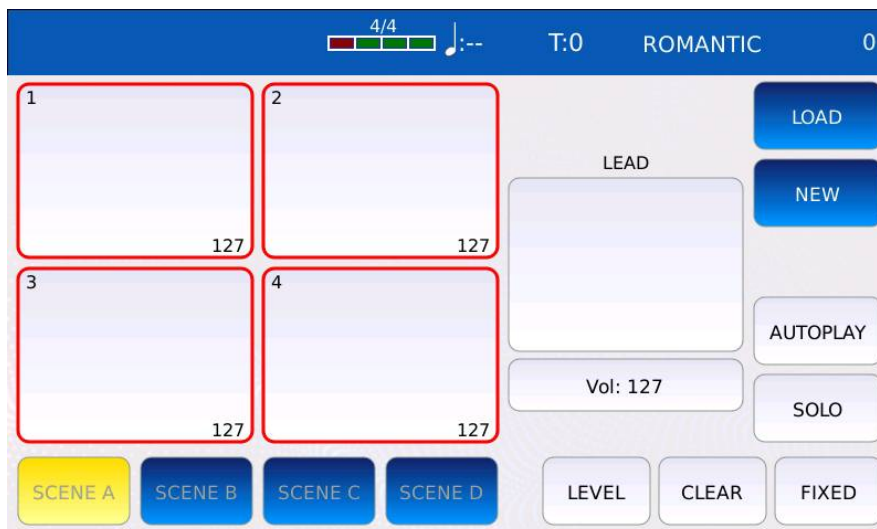 4/4
:-- T:0 ROMANTIC 0
1
127
2
127
3
127
4
127
LEAD
Vol: 127
LOAD
NEW
AUTOPLAY
SOLO
SCENE A SCENE B SCENE C SCENE D LEVEL CLEAR FIXED